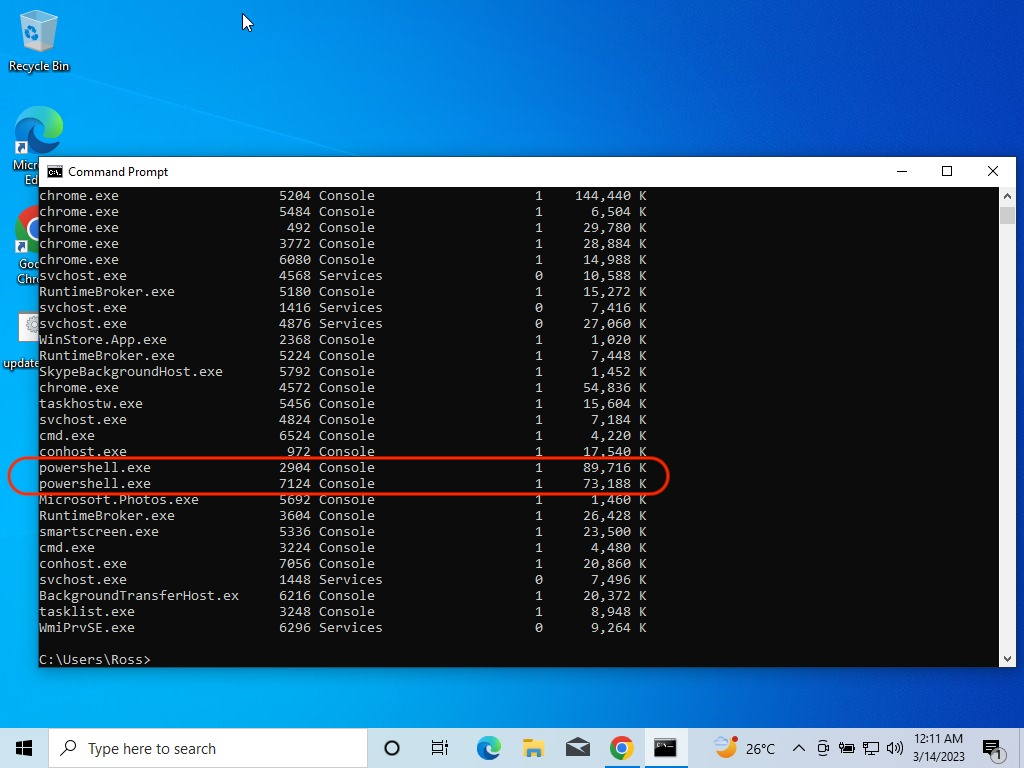 Recycle Bin
Micr
Ed
Goo
Chr
update
Command Prompt
chrome.exe 5204 Console 1 144,440 K
chrome.exe 5484 Console 1 6,504 K
chrome.exe 492 Console 1 29,780 K
chrome.exe 3772 Console 1 28,884 K
chrome.exe 6080 Console 1 14,988 K
svchost.exe 4568 Services 0 10,588 K
RuntimeBroker.exe 5180 Console 1 15,272 K
svchost.exe 1416 Services 0 7,416 K
svchost.exe 4876 Services 0 27,060 K
WinStore.App.exe 2368 Console 1 1,020 K
RuntimeBroker.exe 5224 Console 1 7,448 K
SkypeBackgroundHost.exe 5792 Console 1 1,452 K
chrome.exe 4572 Console 1 54,836 K
taskhostw.exe 5456 Console 1 15,604 K
svchost.exe 4824 Console 1 7,184 K
cmd.exe 6524 Console 1 4,220 K
conhost.exe 972 Console 1 17,540 K
powershell.exe 2904 Console 1 89,716 K
powershell.exe 7124 Console 1 73,188 K
Microsoft.Photos.exe 5692 Console 1 1,460 K
RuntimeBroker.exe 3604 Console 1 26,428 K
smartscreen.exe 5336 Console 1 23,500 K
cmd.exe 3224 Console 1 4,480 K
conhost.exe 7056 Console 1 20,860 K
svchost.exe 1448 Services 0 7,496 K
BackgroundTransferHost.ex 6216 Console 1 20,372 K
tasklist.exe 3248 Console 1 8,948 K
WmiPrvSE.exe 6296 Services 0 9,264 K
C:\Users\Ross>
Type here to search
26°C
12:11 AM
3/14/2023
1